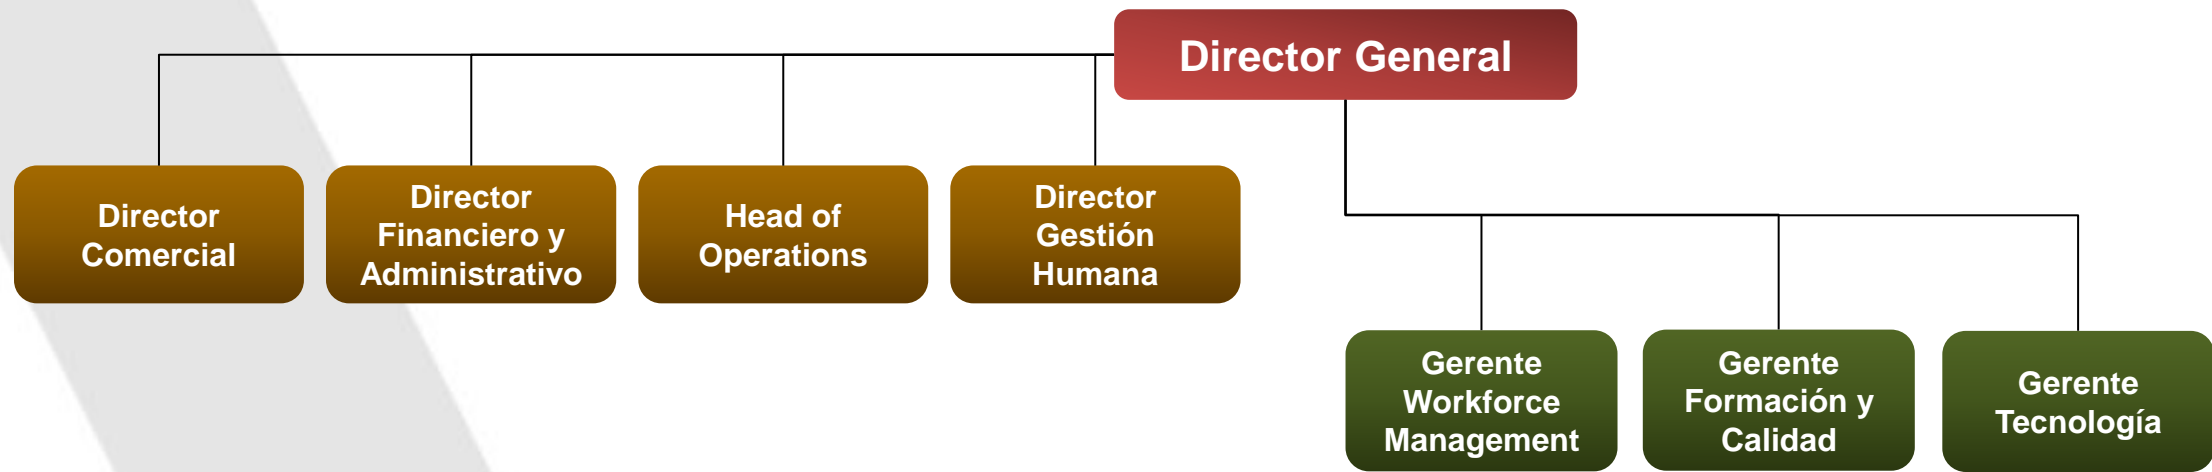 Director General
Director
Comercial
Director
Financiero y
Administrativo
Head of
Operations
Director
Gestión
Humana
Gerente
Workforce
Management
Gerente
Formación y
Calidad
Gerente
Tecnología